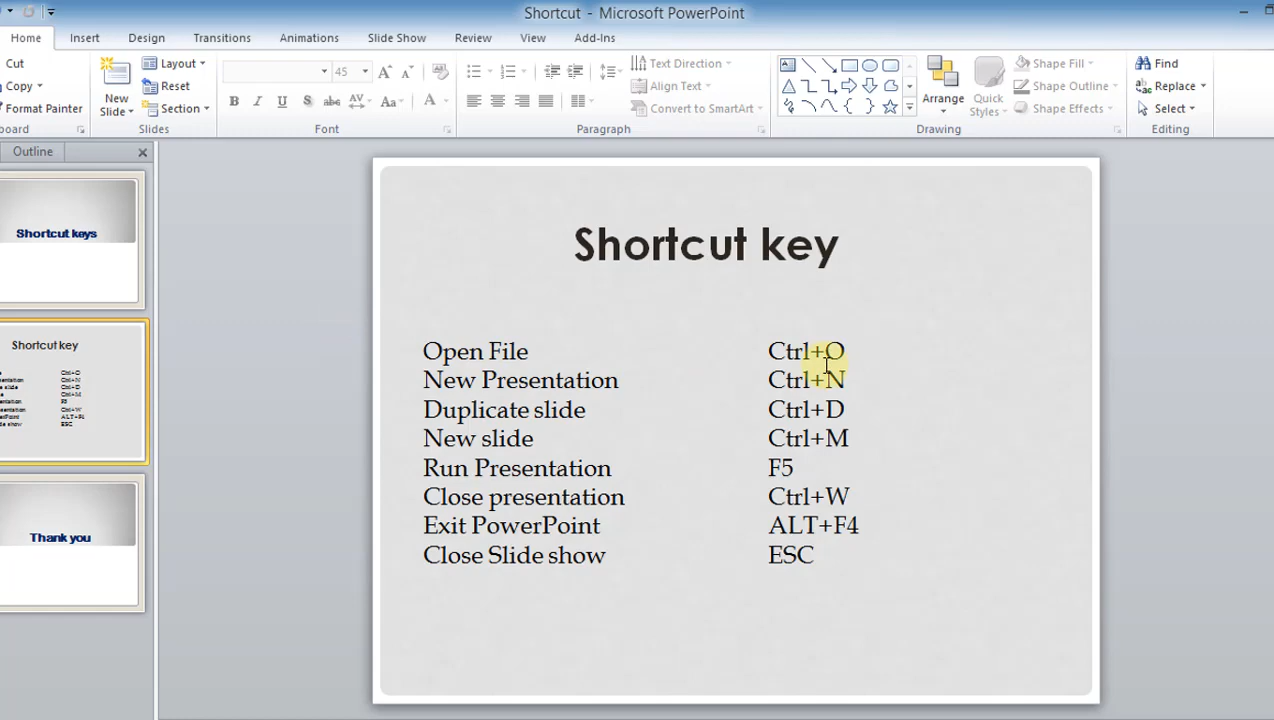 Shortcut - Microsoft PowerPoint
Home Insert Design Transitions Animations Slide Show Review View Add-Ins
Cut
Copy
Format Painter
New Slide
Layout
Reset
Section
45
Text Direction
Align Text
Convert to SmartArt
Arrange
Quick Styles
Shape Fill
Shape Outline
Shape Effects
Find
Replace
Select
board Slides Font Paragraph Drawing Editing
Outline
Shortcut keys
Shortcut key
Thank you
Shortcut key
Open File Ctrl+O
New Presentation Ctrl+N
Duplicate slide Ctrl+D
New slide Ctrl+M
Run Presentation F5
Close presentation Ctrl+W
Exit PowerPoint ALT+F4
Close Slide show ESC